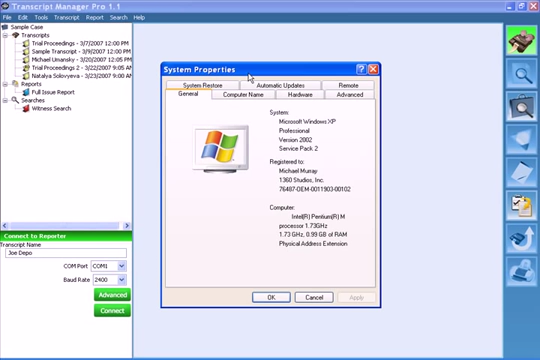 Transcript Manager Pro 1.1
File Edit Tools Transcript Report Search Help
Sample Case
Transcripts
Trial Proceedings - 3/7/2007 12:00 PM
Sample Transcript - 3/9/2007 12:00 PM
Michael Umansky - 3/21/2007 12:05 PM
Trial Proceedings 2 - 3/22/2007 9:05 AM
Natalya Solovyeva - 3/23/2007 9:00 AM
Reports
Full Issue Report
Searches
Witness Search
Connect to Reporter
Transcript Name
Joe Depo
COM Port COM1
Baud Rate 2400
Advanced
Connect
System Properties
System Restore Automatic Updates Remote
General Computer Name Hardware Advanced
System:
Microsoft Windows XP
Professional
Version 2002
Service Pack 2
Registered to:
Michael Murray
1360 Studios, Inc.
76487-OEM-0011903-00102
Computer:
Intel(R) Pentium(R) M
processor 1.73GHz
1.73 GHz, 0.99 GB of RAM
Physical Address Extension
OK Cancel Apply